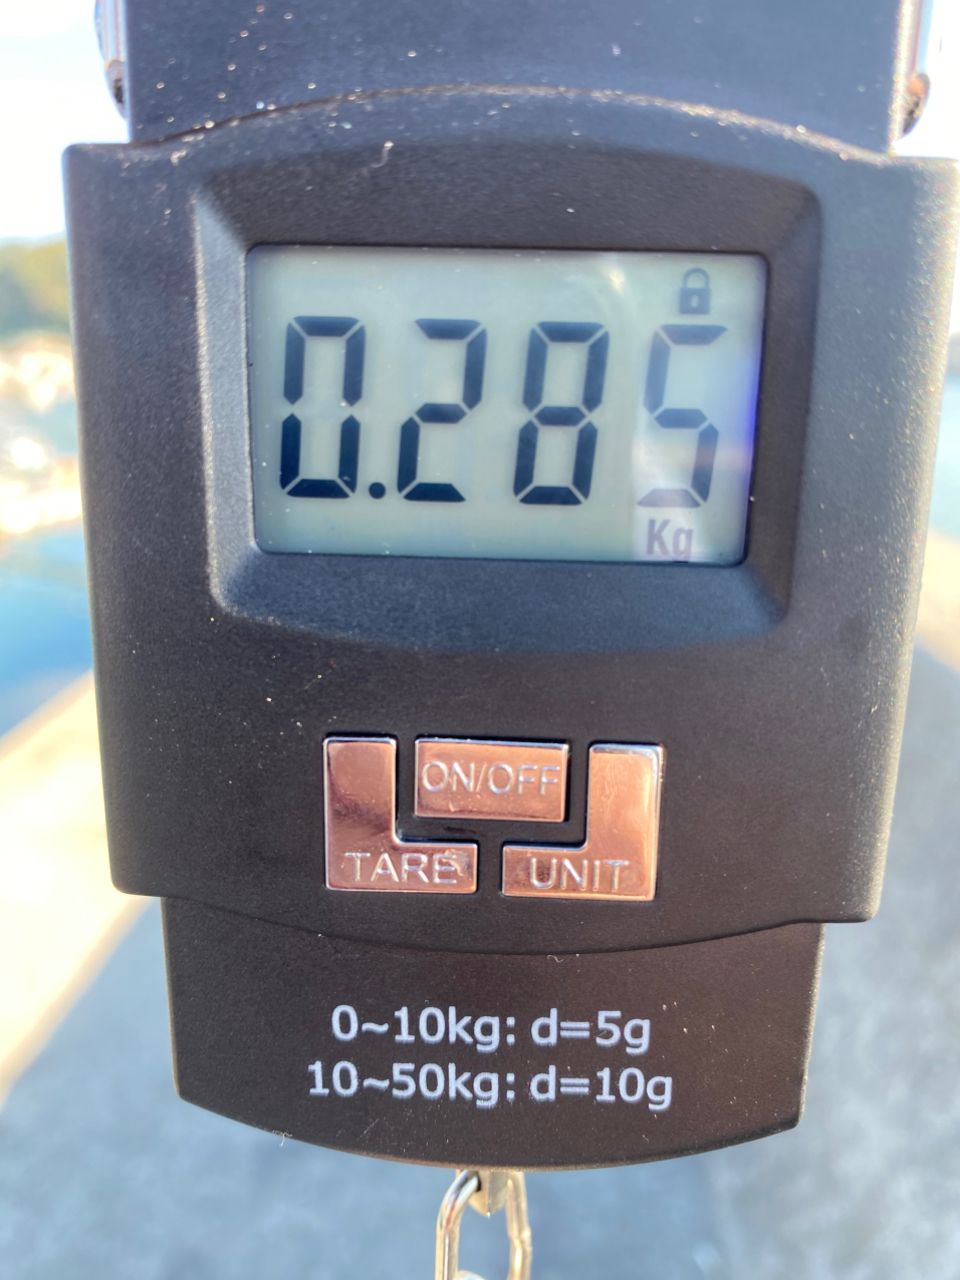 0.285
Kg
ON/OFF
TARE UNIT
0~10kg: d=5g
10~50kg: d=10g